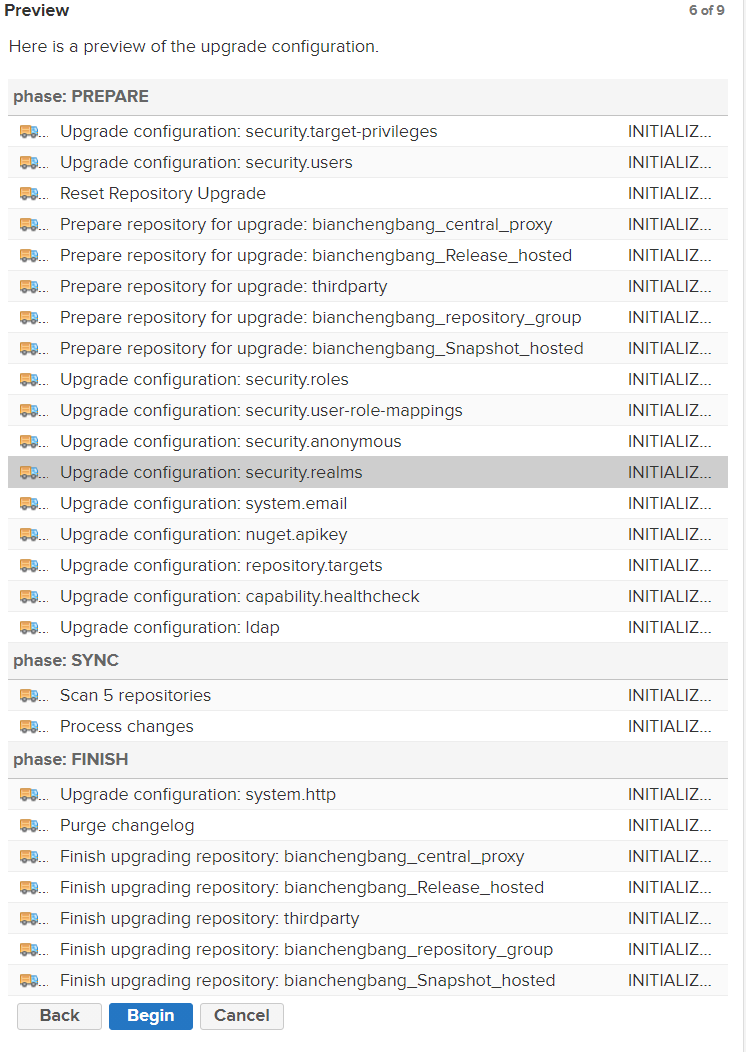 Preview 6 of 9
Here is a preview of the upgrade configuration.
phase: PREPARE
... Upgrade configuration: security.target-privileges INITIALIZ...
... Upgrade configuration: security.users INITIALIZ...
... Reset Repository Upgrade INITIALIZ...
... Prepare repository for upgrade: bianchengbang_central_proxy INITIALIZ...
... Prepare repository for upgrade: bianchengbang_Release_hosted INITIALIZ...
... Prepare repository for upgrade: thirdparty INITIALIZ...
... Prepare repository for upgrade: bianchengbang_repository_group INITIALIZ...
... Prepare repository for upgrade: bianchengbang_Snapshot_hosted INITIALIZ...
... Upgrade configuration: security.roles INITIALIZ...
... Upgrade configuration: security.user-role-mappings INITIALIZ...
... Upgrade configuration: security.anonymous INITIALIZ...
... Upgrade configuration: security.realms INITIALIZ...
... Upgrade configuration: system.email INITIALIZ...
... Upgrade configuration: nuget.apikey INITIALIZ...
... Upgrade configuration: repository.targets INITIALIZ...
... Upgrade configuration: capability.healthcheck INITIALIZ...
... Upgrade configuration: ldap INITIALIZ...
phase: SYNC
... Scan 5 repositories INITIALIZ...
... Process changes INITIALIZ...
phase: FINISH
... Upgrade configuration: system.http INITIALIZ...
... Purge changelog INITIALIZ...
... Finish upgrading repository: bianchengbang_central_proxy INITIALIZ...
... Finish upgrading repository: bianchengbang_Release_hosted INITIALIZ...
... Finish upgrading repository: thirdparty INITIALIZ...
... Finish upgrading repository: bianchengbang_repository_group INITIALIZ...
... Finish upgrading repository: bianchengbang_Snapshot_hosted INITIALIZ...
Back Begin Cancel